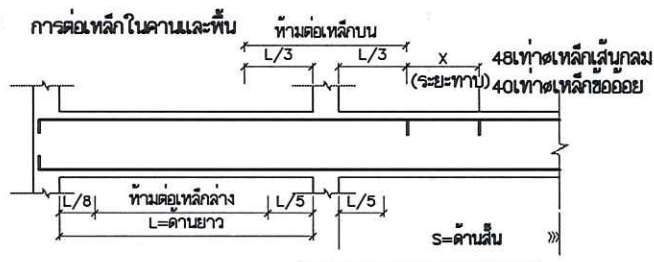 การต่อเหล็กในคานและพื้น
ห้ามต่อเหล็กบน
L/3
L/3
X
(ระยะทาบ)
48เท่าøเหล็กเส้นกลม
40เท่าøเหล็กข้ออ้อย
L/8
ห้ามต่อเหล็กล่าง
L/5
L/5
L=ด้านยาว
S=ด้านสั้น